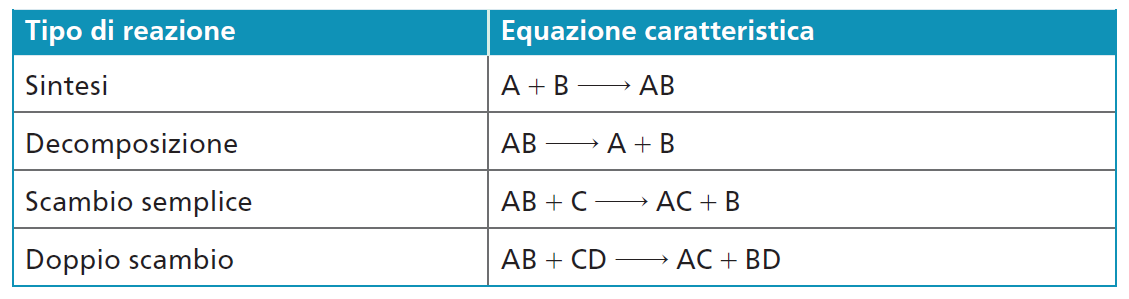 Tipo di reazione Equazione caratteristica
Sintesi A + B ⟶ AB
Decomposizione AB ⟶ A + B
Scambio semplice AB + C ⟶ AC + B
Doppio scambio AB + CD ⟶ AC + BD